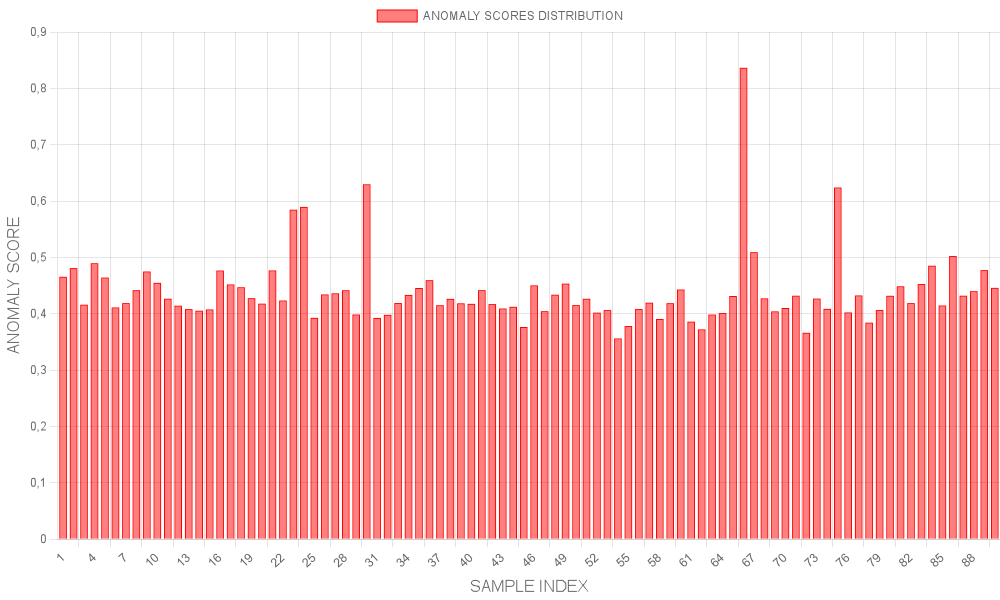 ANOMALY SCORES DISTRIBUTION
0,9
0,8
0,7
0,6
0,5
0,4
0,3
0,2
0,1
0
ANOMALY SCORE
1 4 7 10 13 16 19 22 25 28 31 34 37 40 43 46 49 52 55 58 61 64 67 70 73 76 79 82 85 88
SAMPLE INDEX